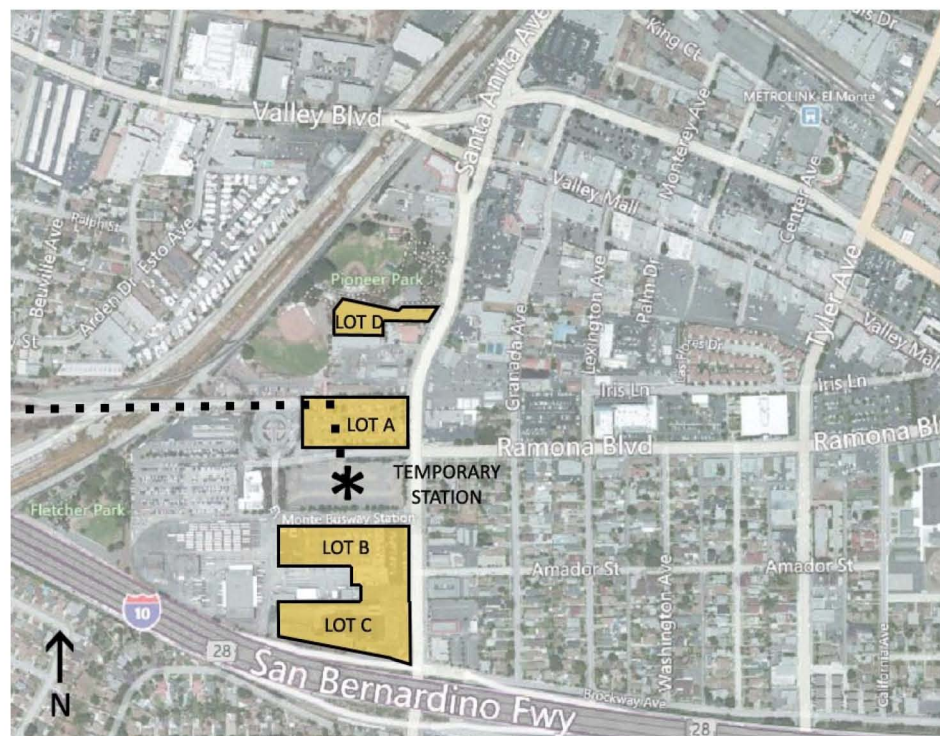 Santa Anita Ave
King Ct
Valley Blvd
METROLINK-El Monte
Monterey Ave
Center Ave
Valley Mall
Ralph St
Esto Ave
Arden Dr
St
Pioneer Park
LOT D
Granada Ave
Lexington Ave
Palm Dr
Tyler Ave
Valley Mall
Iris Ln
Iris Ln
LOT A
Ramona Blvd
Ramona Bl
TEMPORARY
STATION
Fletcher Park
Monte Busway Station
LOT B
Amador St
Amador St
Washington Ave
California Ave
LOT C
10
28
San Bernardino Fwy
Brockway Ave
28
N